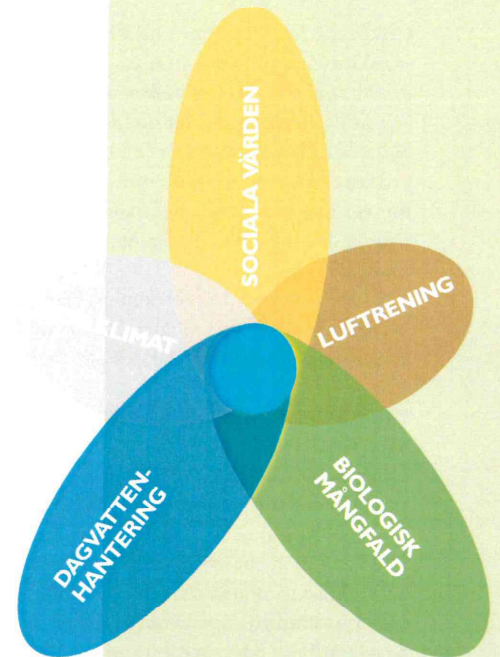 SOCIALA VÄRDEN
LUFTRENING
KLIMAT
BIOLOGISK
MÅNGFALD
DAGVATTEN-
HANTERING